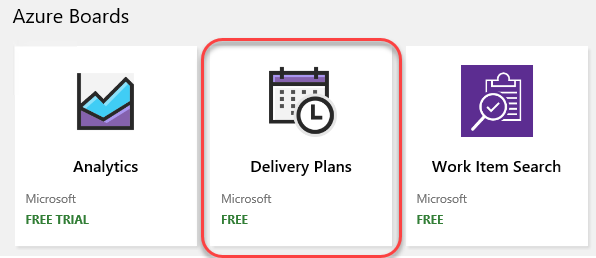 Azure Boards
Analytics
Microsoft
FREE TRIAL
Delivery Plans
Microsoft
FREE
Work Item Search
Microsoft
FREE